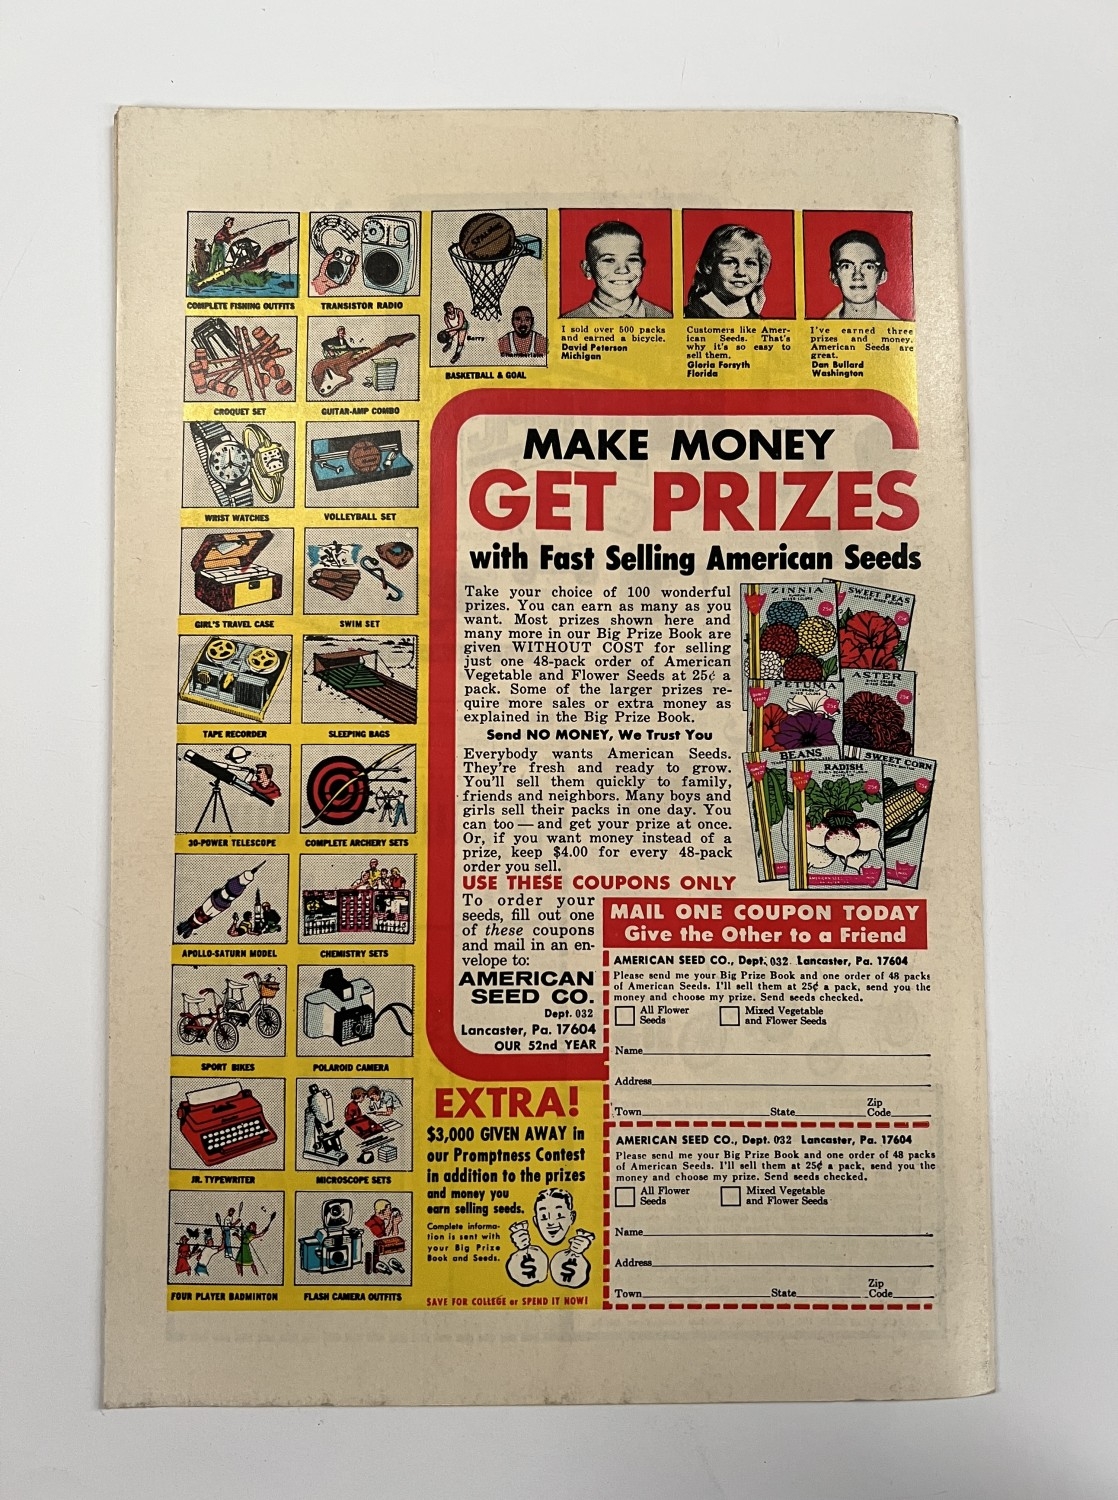 COMPLETE FISHING OUTFITS
TRANSISTOR RADIO
SPALDING
Barry
Chamberlain
BASKETBALL & GOAL
I sold over 500 packs
and earned a bicycle.
David Peterson
Michigan
Customers like Amer-
ican Seeds. That's
why it's so easy to
sell them.
Gloria Forsyth
Florida
I've earned three
prizes and money.
American Seeds are
great.
Dan Bullard
Washington
CROQUET SET
GUITAR-AMP COMBO
WRIST WATCHES
VOLLEYBALL SET
GIRL'S TRAVEL CASE
SWIM SET
TAPE RECORDER
SLEEPING BAGS
30-POWER TELESCOPE
COMPLETE ARCHERY SETS
APOLLO-SATURN MODEL
CHEMISTRY SETS
SPORT BIKES
POLAROID CAMERA
JR. TYPEWRITER
MICROSCOPE SETS
FOUR PLAYER BADMINTON
FLASH CAMERA OUTFITS
MAKE MONEY
GET PRIZES
with Fast Selling American Seeds
Take your choice of 100 wonderful
prizes. You can earn as many as you
want. Most prizes shown here and
many more in our Big Prize Book are
given WITHOUT COST for selling
just one 48-pack order of American
Vegetable and Flower Seeds at 25¢ a
pack. Some of the larger prizes re-
quire more sales or extra money as
explained in the Big Prize Book.
Send NO MONEY, We Trust You
Everybody wants American Seeds.
They're fresh and ready to grow.
You'll sell them quickly to family,
friends and neighbors. Many boys and
girls sell their packs in one day. You
can too — and get your prize at once.
Or, if you want money instead of a
prize, keep $4.00 for every 48-pack
order you sell.
USE THESE COUPONS ONLY
To order your
seeds, fill out one
of these coupons
and mail in an en-
velope to:
AMERICAN
SEED CO.
Dept. 032
Lancaster, Pa. 17604
OUR 52nd YEAR
ZINNIA
25¢
SWEET PEAS
25¢
PETUNIA
25¢
ASTER
25¢
BEANS
RADISH
25¢
SWEET CORN
25¢
MAIL ONE COUPON TODAY
Give the Other to a Friend
AMERICAN SEED CO., Dept. 032 Lancaster, Pa. 17604
Please send me your Big Prize Book and one order of 48 packs
of American Seeds. I'll sell them at 25¢ a pack, send you the
money and choose my prize. Send seeds checked.
All Flower Seeds
Mixed Vegetable and Flower Seeds
Name
Address
Town State Zip Code
AMERICAN SEED CO., Dept. 032 Lancaster, Pa. 17604
Please send me your Big Prize Book and one order of 48 packs
of American Seeds. I'll sell them at 25¢ a pack, send you the
money and choose my prize. Send seeds checked.
All Flower Seeds
Mixed Vegetable and Flower Seeds
Name
Address
Town State Zip Code
EXTRA!
$3,000 GIVEN AWAY in
our Promptness Contest
in addition to the prizes
and money you
earn selling seeds.
Complete informa-
tion is sent with
your Big Prize
Book and Seeds.
$ $
SAVE FOR COLLEGE or SPEND IT NOW!